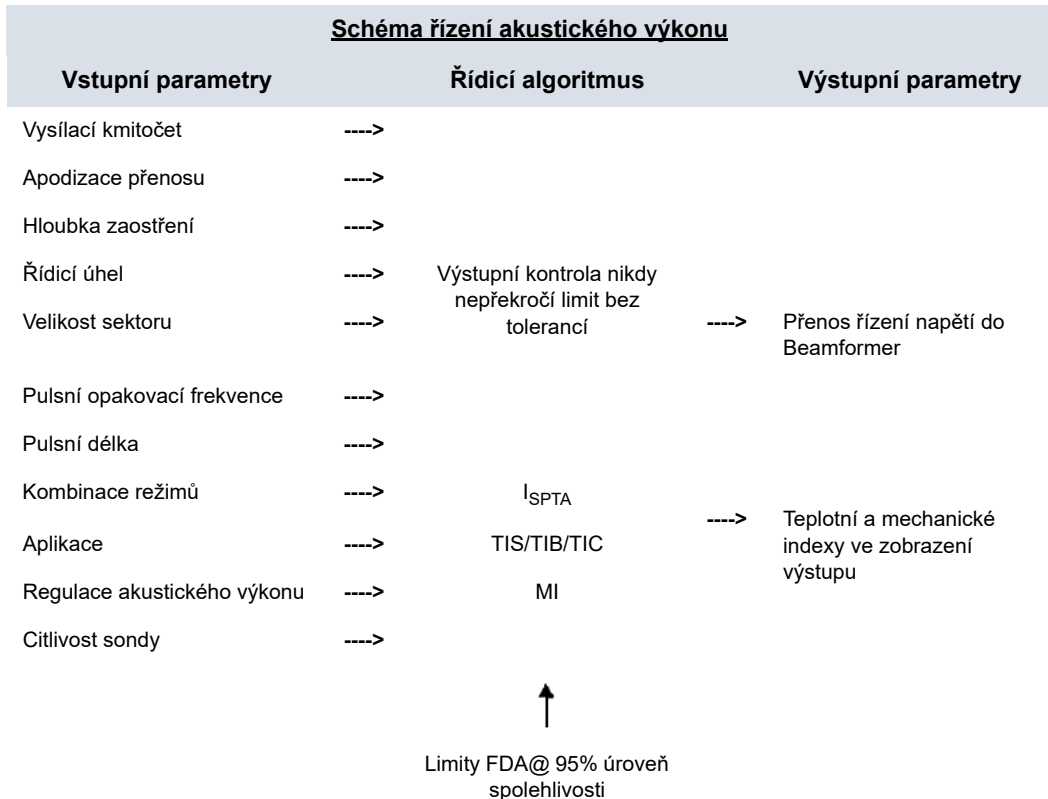 Schéma řízení akustického výkonu
Vstupní parametry Řídicí algoritmus Výstupní parametry
Vysílací kmitočet ---->
Apodizace přenosu ---->
Hloubka zaostření ---->
Řídicí úhel ----> Výstupní kontrola nikdy
nepřekročí limit bez
Velikost sektoru ----> tolerancí ----> Přenos řízení napětí do
Beamformer
Pulsní opakovací frekvence ---->
Pulsní délka ---->
Kombinace režimů ----> ISPTA
----> Teplotní a mechanické
Aplikace ----> TIS/TIB/TIC indexy ve zobrazení
výstupu
Regulace akustického výkonu ----> MI
Citlivost sondy ---->
Limity FDA@ 95% úroveň
spolehlivosti